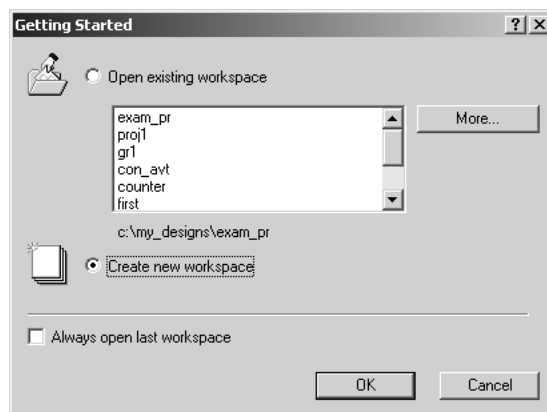 Getting Started
Open existing workspace
exam_pr
proj1
gr1
con_avt
counter
first
More...
c:\my_designs\exam_pr
Create new workspace
Always open last workspace
OK
Cancel